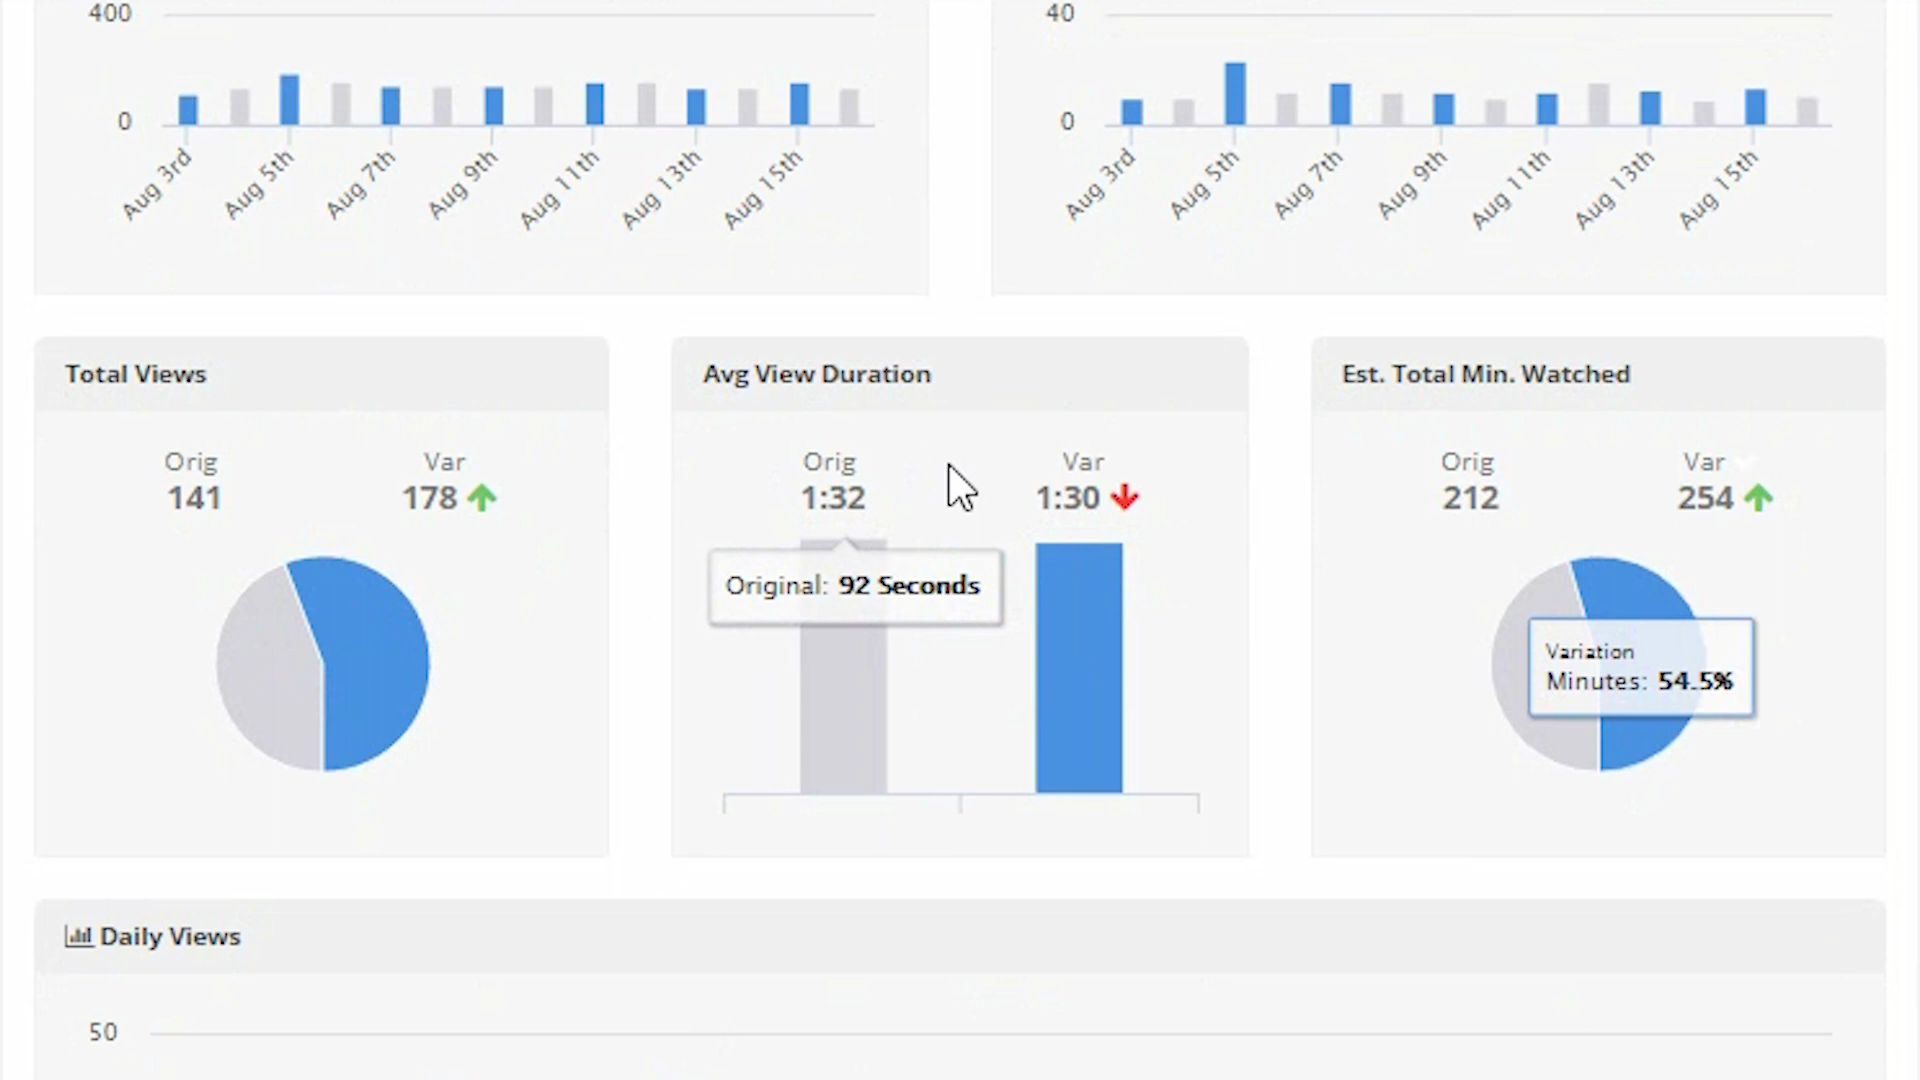 400
0
Aug 3rd
Aug 5th
Aug 7th
Aug 9th
Aug 11th
Aug 13th
Aug 15th
40
0
Aug 3rd
Aug 5th
Aug 7th
Aug 9th
Aug 11th
Aug 13th
Aug 15th
Total Views
Orig Var
141 178
Avg View Duration
Orig Var
1:32 1:30
Original: 92 Seconds
Est. Total Min. Watched
Orig Var
212 254
Variation
Minutes: 54.5%
Daily Views
50